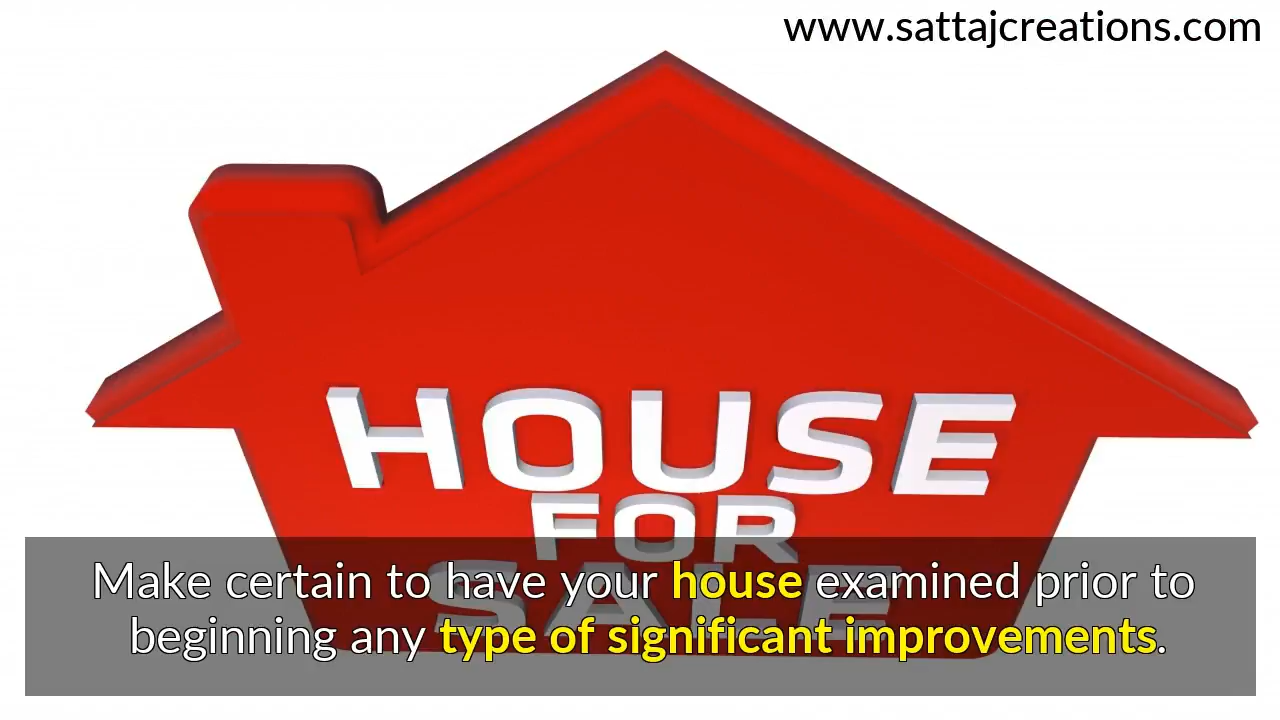 www.sattajcreations.com
HOUSE
FOR
SALE
Make certain to have your house examined prior to
beginning any type of significant improvements.